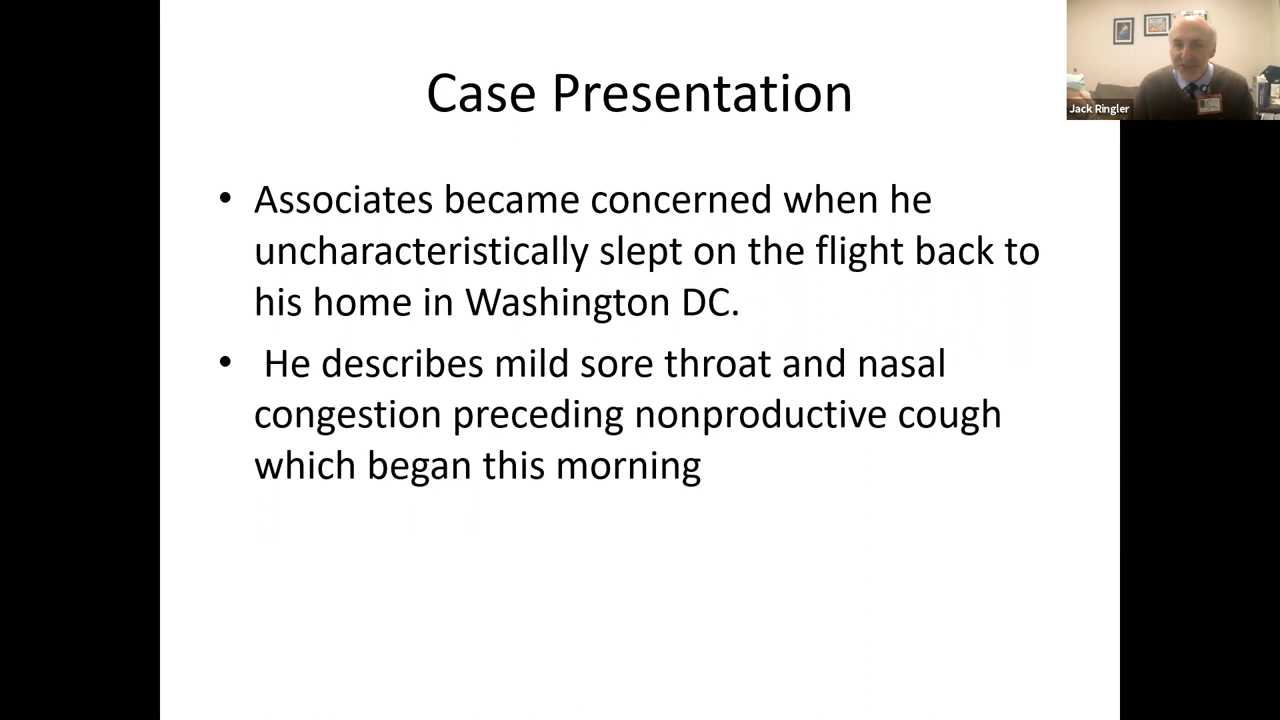 Case Presentation
• Associates became concerned when he
uncharacteristically slept on the flight back to
his home in Washington DC.
• He describes mild sore throat and nasal
congestion preceding nonproductive cough
which began this morning
Jack Ringler